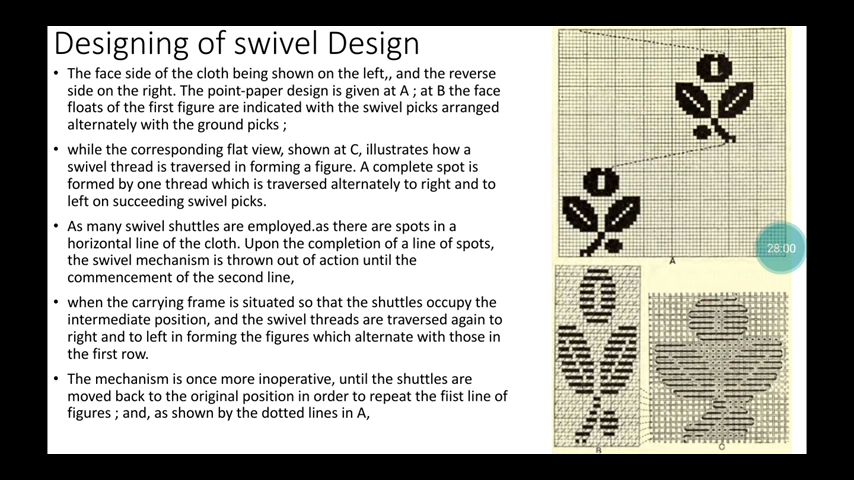 Designing of swivel Design
• The face side of the cloth being shown on the left,, and the reverse
side on the right. The point-paper design is given at A ; at B the face
floats of the first figure are indicated with the swivel picks arranged
alternately with the ground picks ;
• while the corresponding flat view, shown at C, illustrates how a
swivel thread is traversed in forming a figure. A complete spot is
formed by one thread which is traversed alternately to right and to
left on succeeding swivel picks.
• As many swivel shuttles are employed.as there are spots in a
horizontal line of the cloth. Upon the completion of a line of spots,
the swivel mechanism is thrown out of action until the
commencement of the second line,
• when the carrying frame is situated so that the shuttles occupy the
intermediate position, and the swivel threads are traversed again to
right and to left in forming the figures which alternate with those in
the first row.
• The mechanism is once more inoperative, until the shuttles are
moved back to the original position in order to repeat the fiist line of
figures ; and, as shown by the dotted lines in A,
A
28:00
B
C